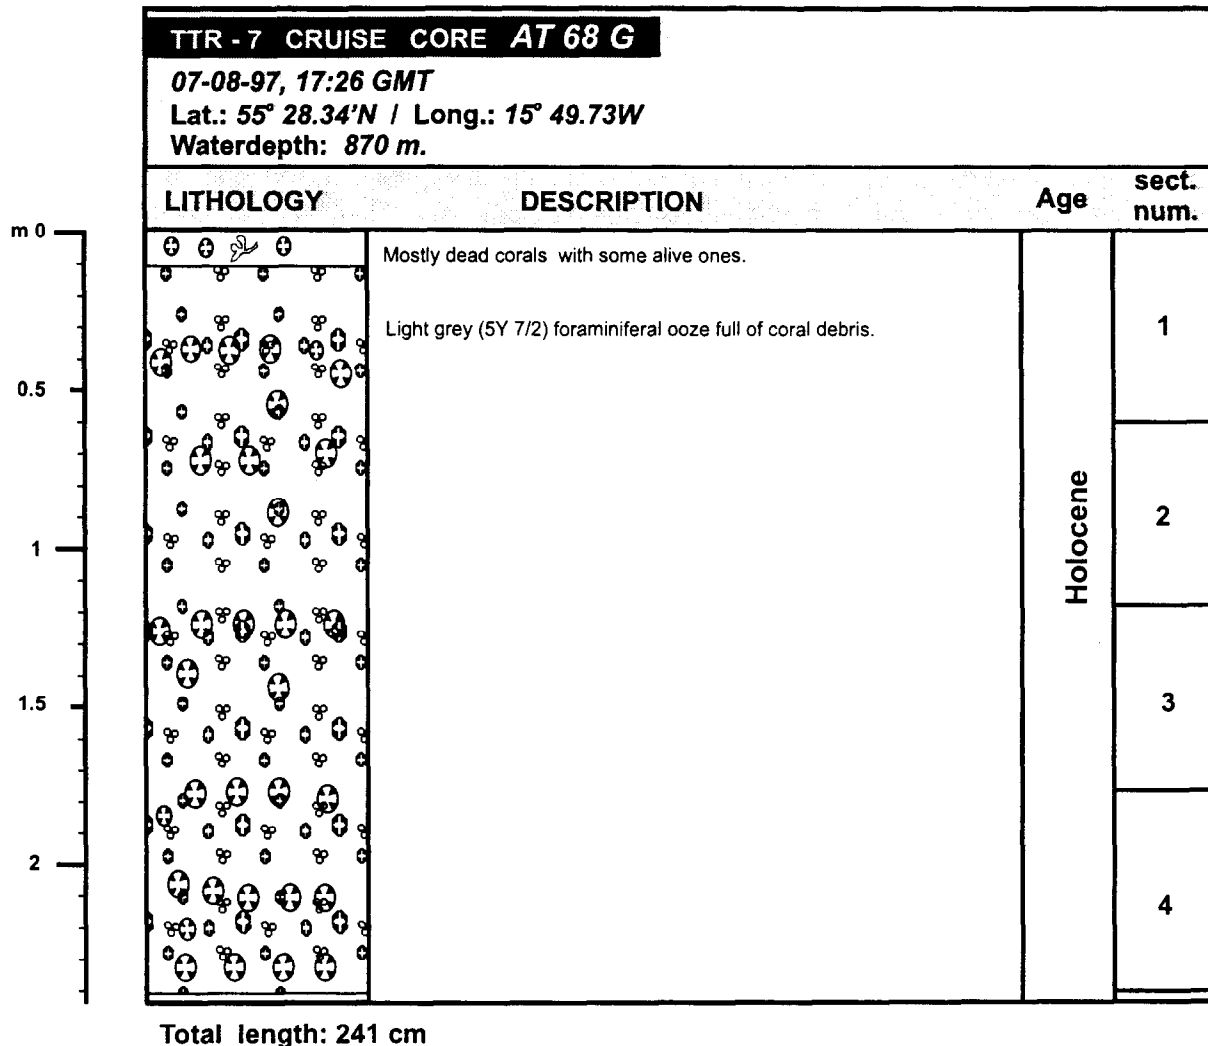 TTR - 7 CRUISE CORE AT 68 G
07-08-97, 17:26 GMT
Lat.: 55° 28.34'N / Long.: 15° 49.73W
Waterdepth: 870 m.
LITHOLOGY DESCRIPTION Age sect. num.
m 0
Mostly dead corals with some alive ones.
Light grey (5Y 7/2) foraminiferal ooze full of coral debris.
1
0.5
Holocene
2
1
1.5
3
2
4
Total length: 241 cm